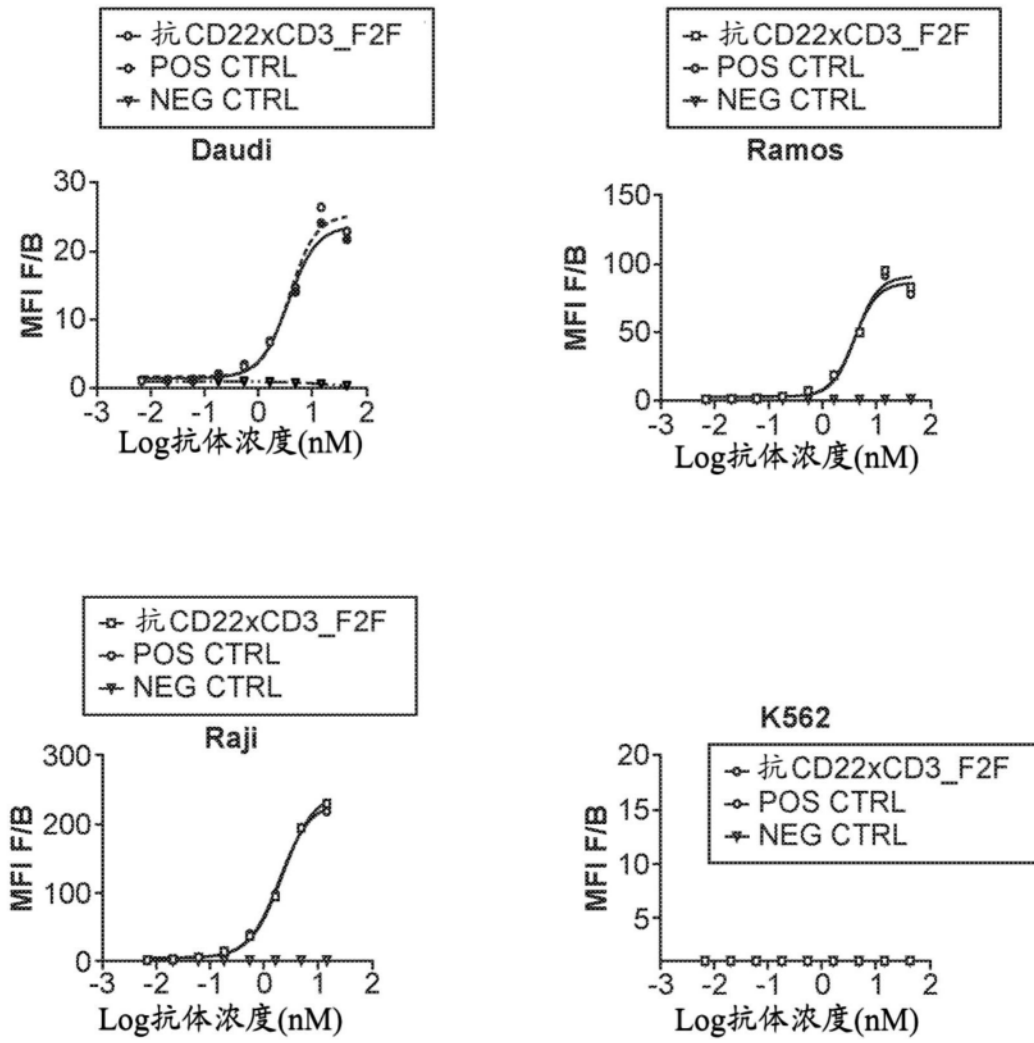 抗CD22xCD3_F2F
POS CTRL
NEG CTRL
Daudi
30
20
10
0
MFI F/B
-3 -2 -1 0 1 2
Log抗体浓度(nM)
抗CD22xCD3_F2F
POS CTRL
NEG CTRL
Ramos
150
100
50
0
MFI F/B
-3 -2 -1 0 1 2
Log抗体浓度(nM)
抗CD22xCD3_F2F
POS CTRL
NEG CTRL
Raji
300
200
100
0
MFI F/B
-3 -2 -1 0 1 2
Log抗体浓度(nM)
K562
抗CD22xCD3_F2F
POS CTRL
NEG CTRL
20
15
10
5
MFI F/B
-3 -2 -1 0 1 2
Log抗体浓度(nM)